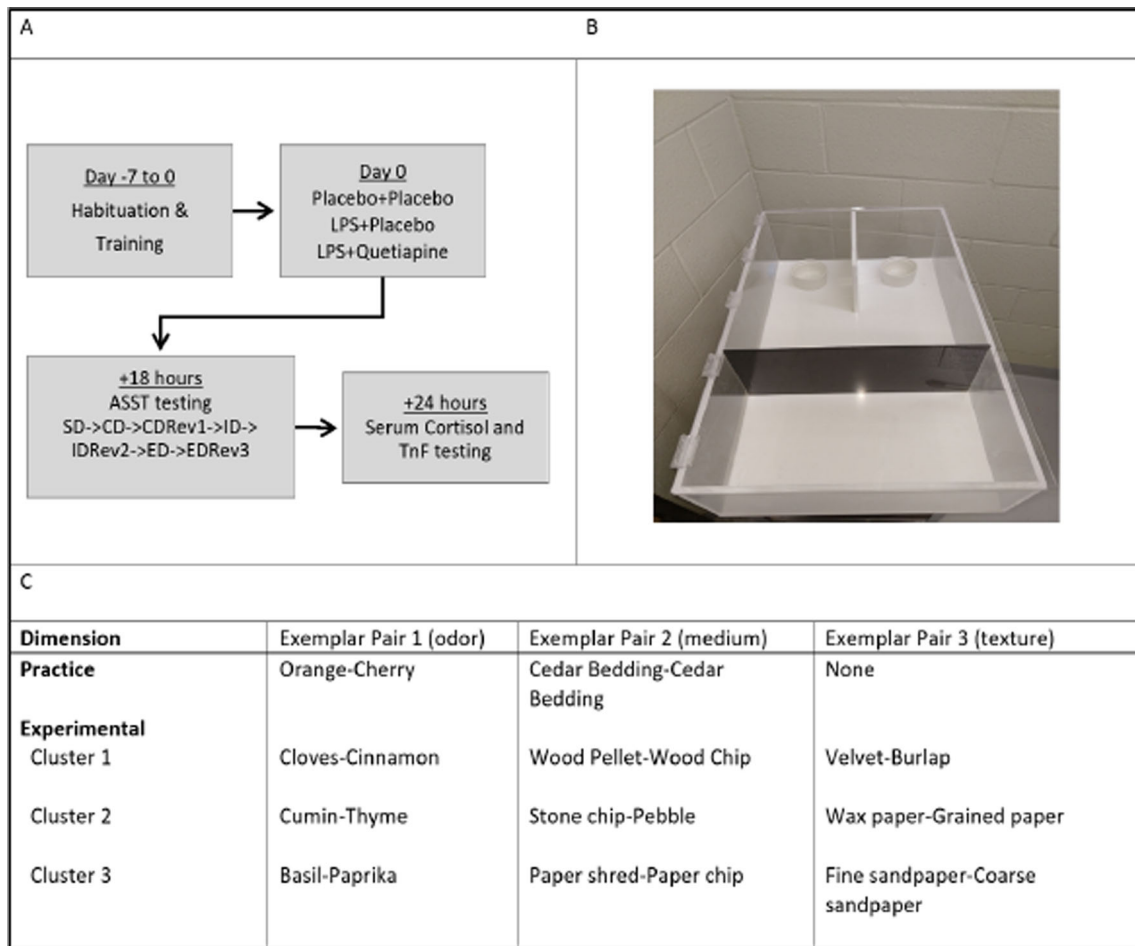 A
B
Day -7 to 0
Habituation &
Training
Day 0
Placebo+Placebo
LPS+Placebo
LPS+Quetiapine
+18 hours
ASST testing
SD->CD->CDRev1->ID->
IDRev2->ED->EDRev3
+24 hours
Serum Cortisol and
TnF testing
C
Dimension Exemplar Pair 1 (odor) Exemplar Pair 2 (medium) Exemplar Pair 3 (texture)
Practice Orange-Cherry Cedar Bedding-Cedar None
Bedding
Experimental
Cluster 1 Cloves-Cinnamon Wood Pellet-Wood Chip Velvet-Burlap
Cluster 2 Cumin-Thyme Stone chip-Pebble Wax paper-Grained paper
Cluster 3 Basil-Paprika Paper shred-Paper chip Fine sandpaper-Coarse
sandpaper